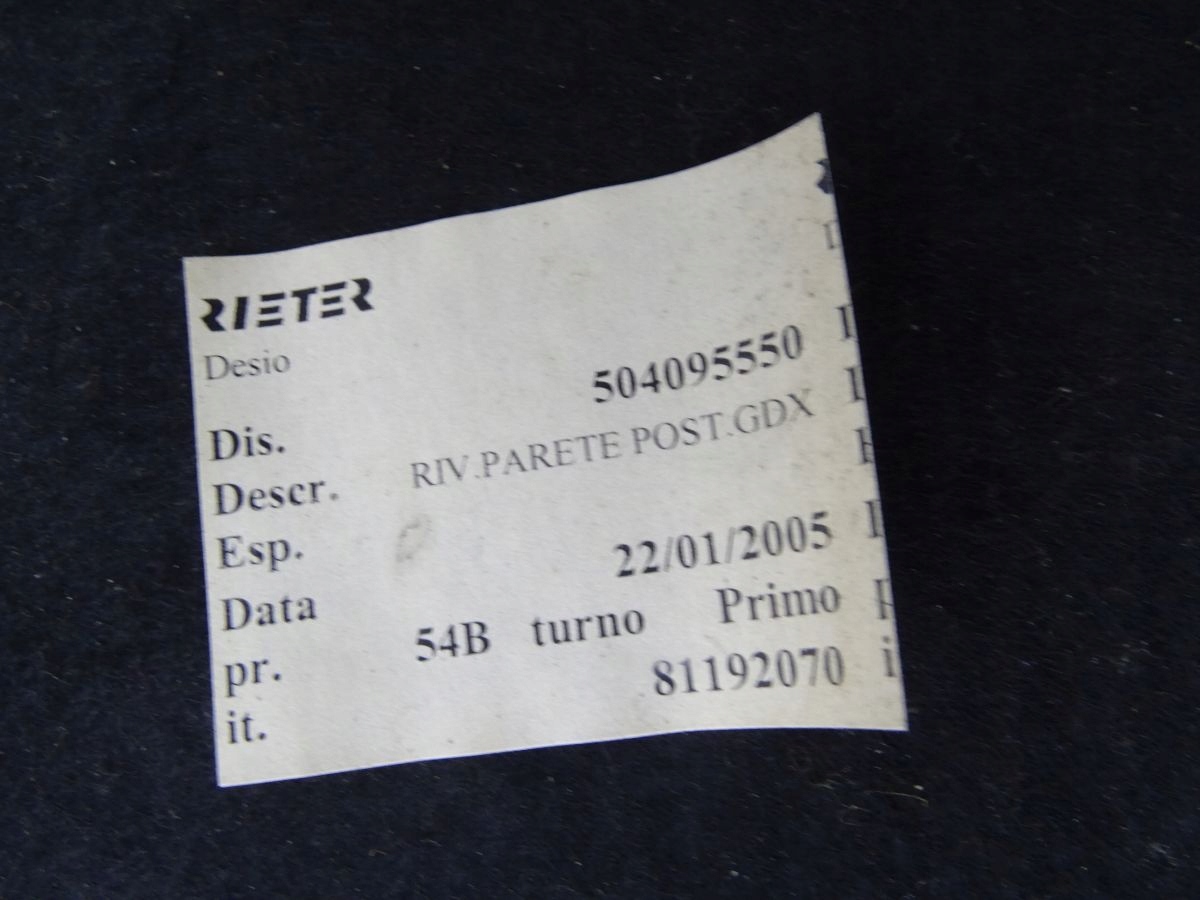 RIETER
Desio
Dis. 504095550
Descr. RIV.PARETE POST.GDX
Esp.
Data 22/01/2005
pr. 54B turno Primo
it. 81192070